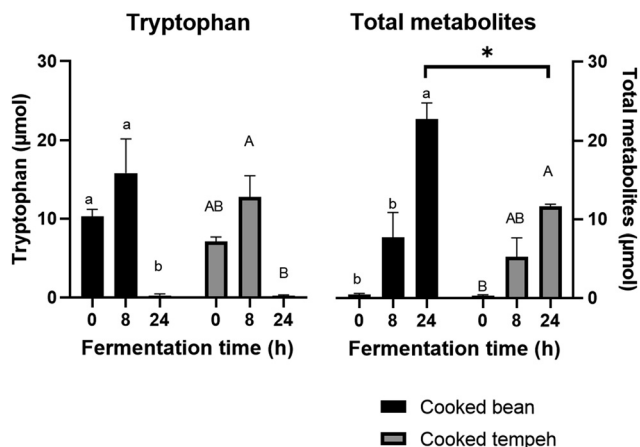 Tryptophan Total metabolites
30 * 30
a
a A
20 20
Tryptophan (µmol) Total metabolites (µmol)
a AB b AB A
10 10
b B b B
0 0
0 8 24 0 8 24 0 8 24 0 8 24
Fermentation time (h) Fermentation time (h)
Cooked bean
Cooked tempeh